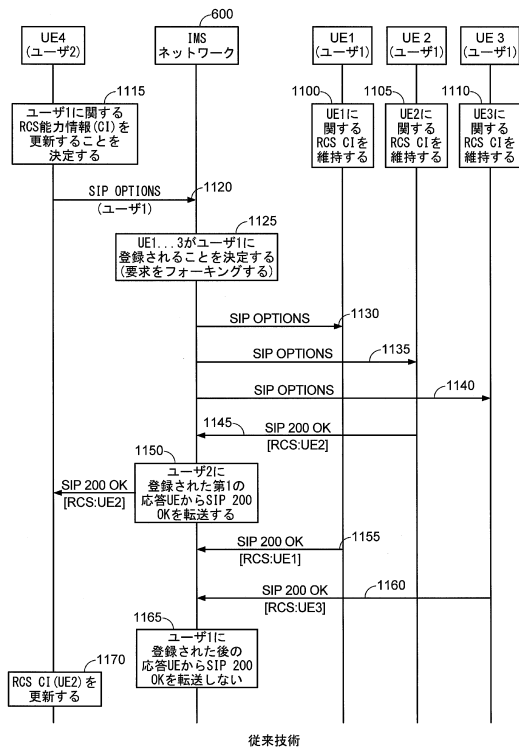 600
UE4
(ユーザ2)
IMS
ネットワーク
UE1
(ユーザ1)
UE 2
(ユーザ1)
UE 3
(ユーザ1)
1115
1100
1105
1110
ユーザ1に関する
RCS能力情報(CI)を
更新することを
決定する
UE1に
関する
RCS CIを
維持する
UE2に
関する
RCS CIを
維持する
UE3に
関する
RCS CIを
維持する
SIP OPTIONS
1120
(ユーザ1)
1125
UE1...3がユーザ1に
登録されることを決定する
(要求をフォーキングする)
SIP OPTIONS
1130
SIP OPTIONS
1135
SIP OPTIONS
1140
1145
SIP 200 OK
[RCS:UE2]
1150
ユーザ2に
登録された第1の
応答UEからSIP 200
OKを転送する
SIP 200 OK
[RCS:UE2]
1155
SIP 200 OK
[RCS:UE1]
1160
SIP 200 OK
[RCS:UE3]
1165
ユーザ1に
登録された後の
応答UEからSIP 200
OKを転送しない
1170
RCS CI(UE2)を
更新する
従来技術